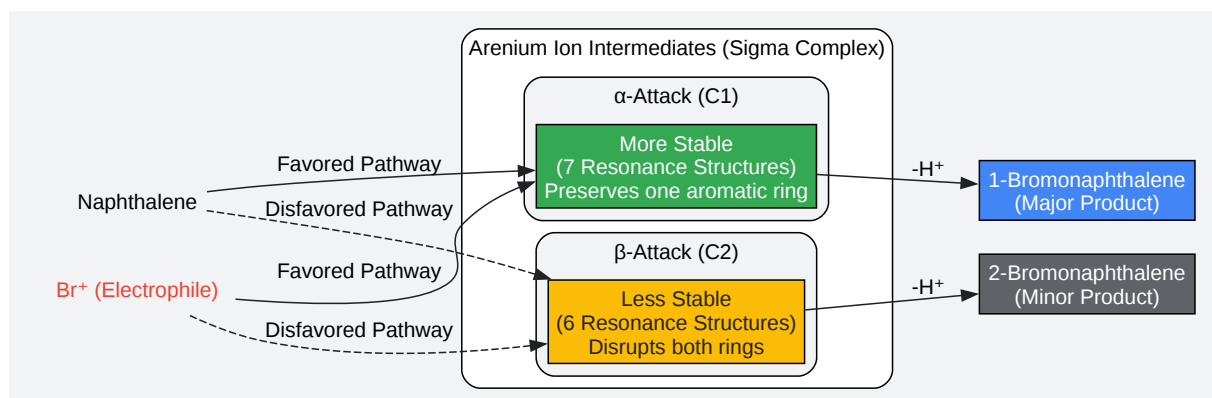 Arenium Ion Intermediates (Sigma Complex)
α-Attack (C1)
More Stable
(7 Resonance Structures)
Preserves one aromatic ring
Favored Pathway
-H⁺
1-Bromonaphthalene
(Major Product)
Naphthalene
Disfavored Pathway
β-Attack (C2)
Favored Pathway
Br⁺ (Electrophile)
Less Stable
(6 Resonance Structures)
Disrupts both rings
-H⁺
2-Bromonaphthalene
(Minor Product)
Disfavored Pathway